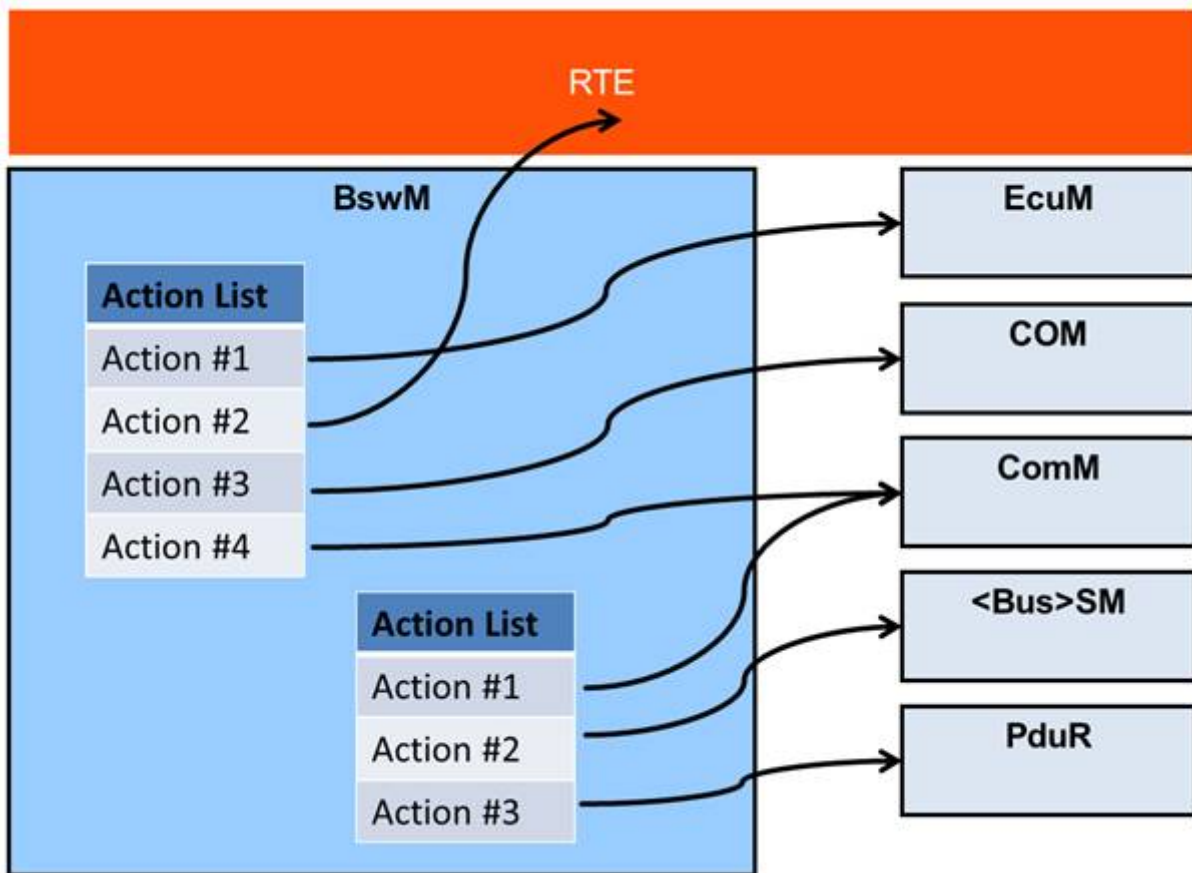 RTE
BswM
Action List
Action #1
Action #2
Action #3
Action #4
Action List
Action #1
Action #2
Action #3
EcuM
COM
ComM
<Bus>SM
PduR